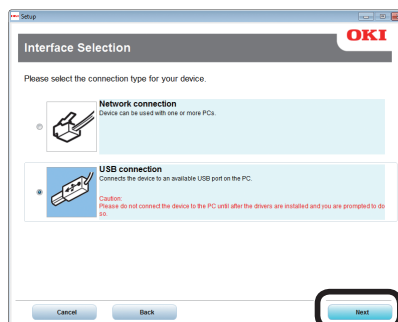 Setup
OKI
Interface Selection
Please select the connection type for your device.
Network connection
Device can be used with one or more PCs.
USB connection
Connects the device to an available USB port on the PC.
Caution:
Please do not connect the device to the PC until after the drivers are installed and you are prompted to do
so.
Cancel
Back
Next